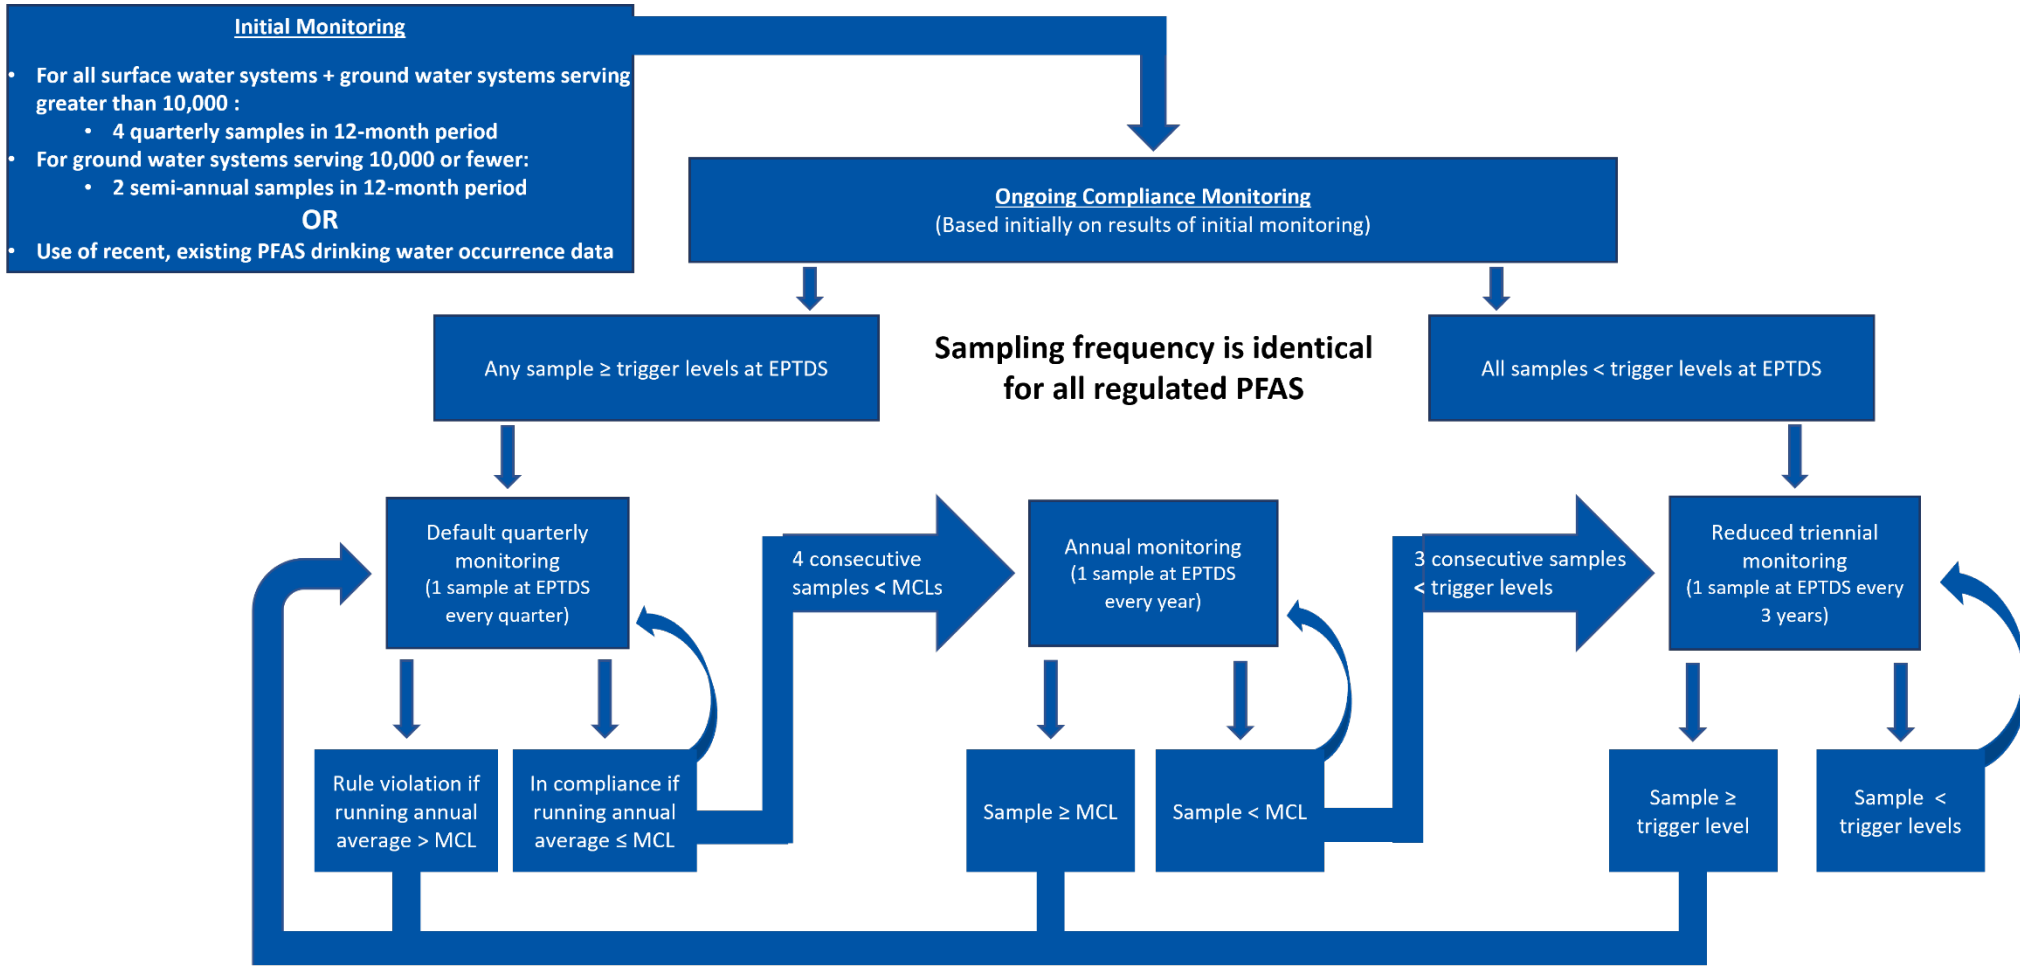 Initial Monitoring
• For all surface water systems + ground water systems serving
greater than 10,000 :
• 4 quarterly samples in 12-month period
• For ground water systems serving 10,000 or fewer:
• 2 semi-annual samples in 12-month period
OR
• Use of recent, existing PFAS drinking water occurrence data
Ongoing Compliance Monitoring
(Based initially on results of initial monitoring)
Any sample ≥ trigger levels at EPTDS
Sampling frequency is identical
for all regulated PFAS
All samples < trigger levels at EPTDS
Default quarterly
monitoring
(1 sample at EPTDS
every quarter)
4 consecutive
samples < MCLs
Annual monitoring
(1 sample at EPTDS
every year)
3 consecutive samples
< trigger levels
Reduced triennial
monitoring
(1 sample at EPTDS every
3 years)
Rule violation if
running annual
average > MCL
In compliance if
running annual
average ≤ MCL
Sample ≥ MCL
Sample < MCL
Sample ≥
trigger level
Sample <
trigger levels